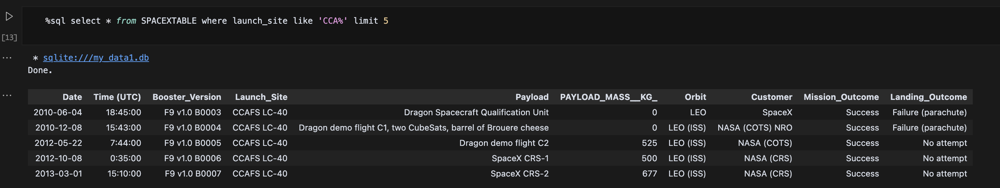 %sql select * from SPACEXTABLE where launch_site like 'CCA%' limit 5
[13]
* sqlite:///my_data1.db
Done.
Date Time (UTC) Booster_Version Launch_Site Payload PAYLOAD_MASS__KG_ Orbit Customer Mission_Outcome Landing_Outcome
2010-06-04 18:45:00 F9 v1.0 B0003 CCAFS LC-40 Dragon Spacecraft Qualification Unit 0 LEO SpaceX Success Failure (parachute)
2010-12-08 15:43:00 F9 v1.0 B0004 CCAFS LC-40 Dragon demo flight C1, two CubeSats, barrel of Brouere cheese 0 LEO (ISS) NASA (COTS) NRO Success Failure (parachute)
2012-05-22 7:44:00 F9 v1.0 B0005 CCAFS LC-40 Dragon demo flight C2 525 LEO (ISS) NASA (COTS) Success No attempt
2012-10-08 0:35:00 F9 v1.0 B0006 CCAFS LC-40 SpaceX CRS-1 500 LEO (ISS) NASA (CRS) Success No attempt
2013-03-01 15:10:00 F9 v1.0 B0007 CCAFS LC-40 SpaceX CRS-2 677 LEO (ISS) NASA (CRS) Success No attempt